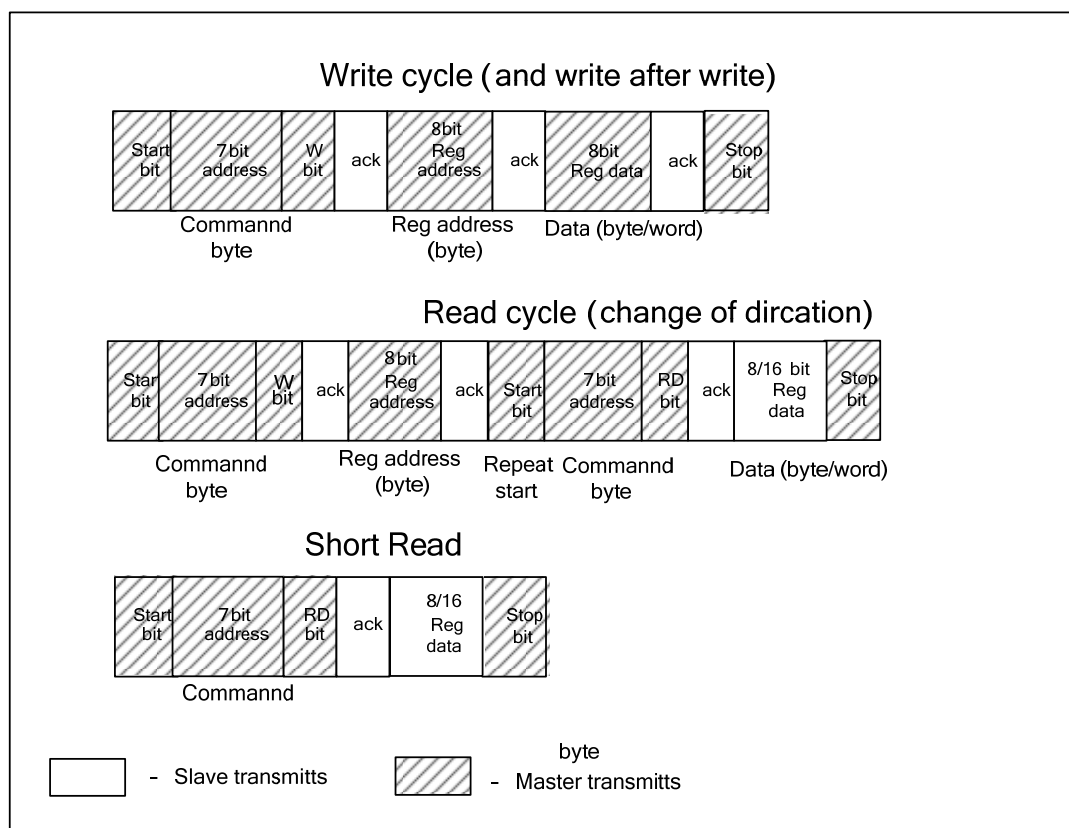 Write cycle (and write after write)
Start bit
7bit address
W bit
ack
8bit Reg address
ack
8bit Reg data
ack
Stop bit
Commannd byte
Reg address (byte)
Data (byte/word)
Read cycle (change of dircation)
Start bit
7bit address
W bit
ack
8bit Reg address
ack
Start bit
7bit address
RD bit
ack
8/16 bit Reg data
Stop bit
Commannd byte
Reg address (byte)
Repeat start
Commannd byte
Data (byte/word)
Short Read
Start bit
7bit address
RD bit
ack
8/16 Reg data
Stop bit
Commannd
byte
- Slave transmitts
- Master transmitts